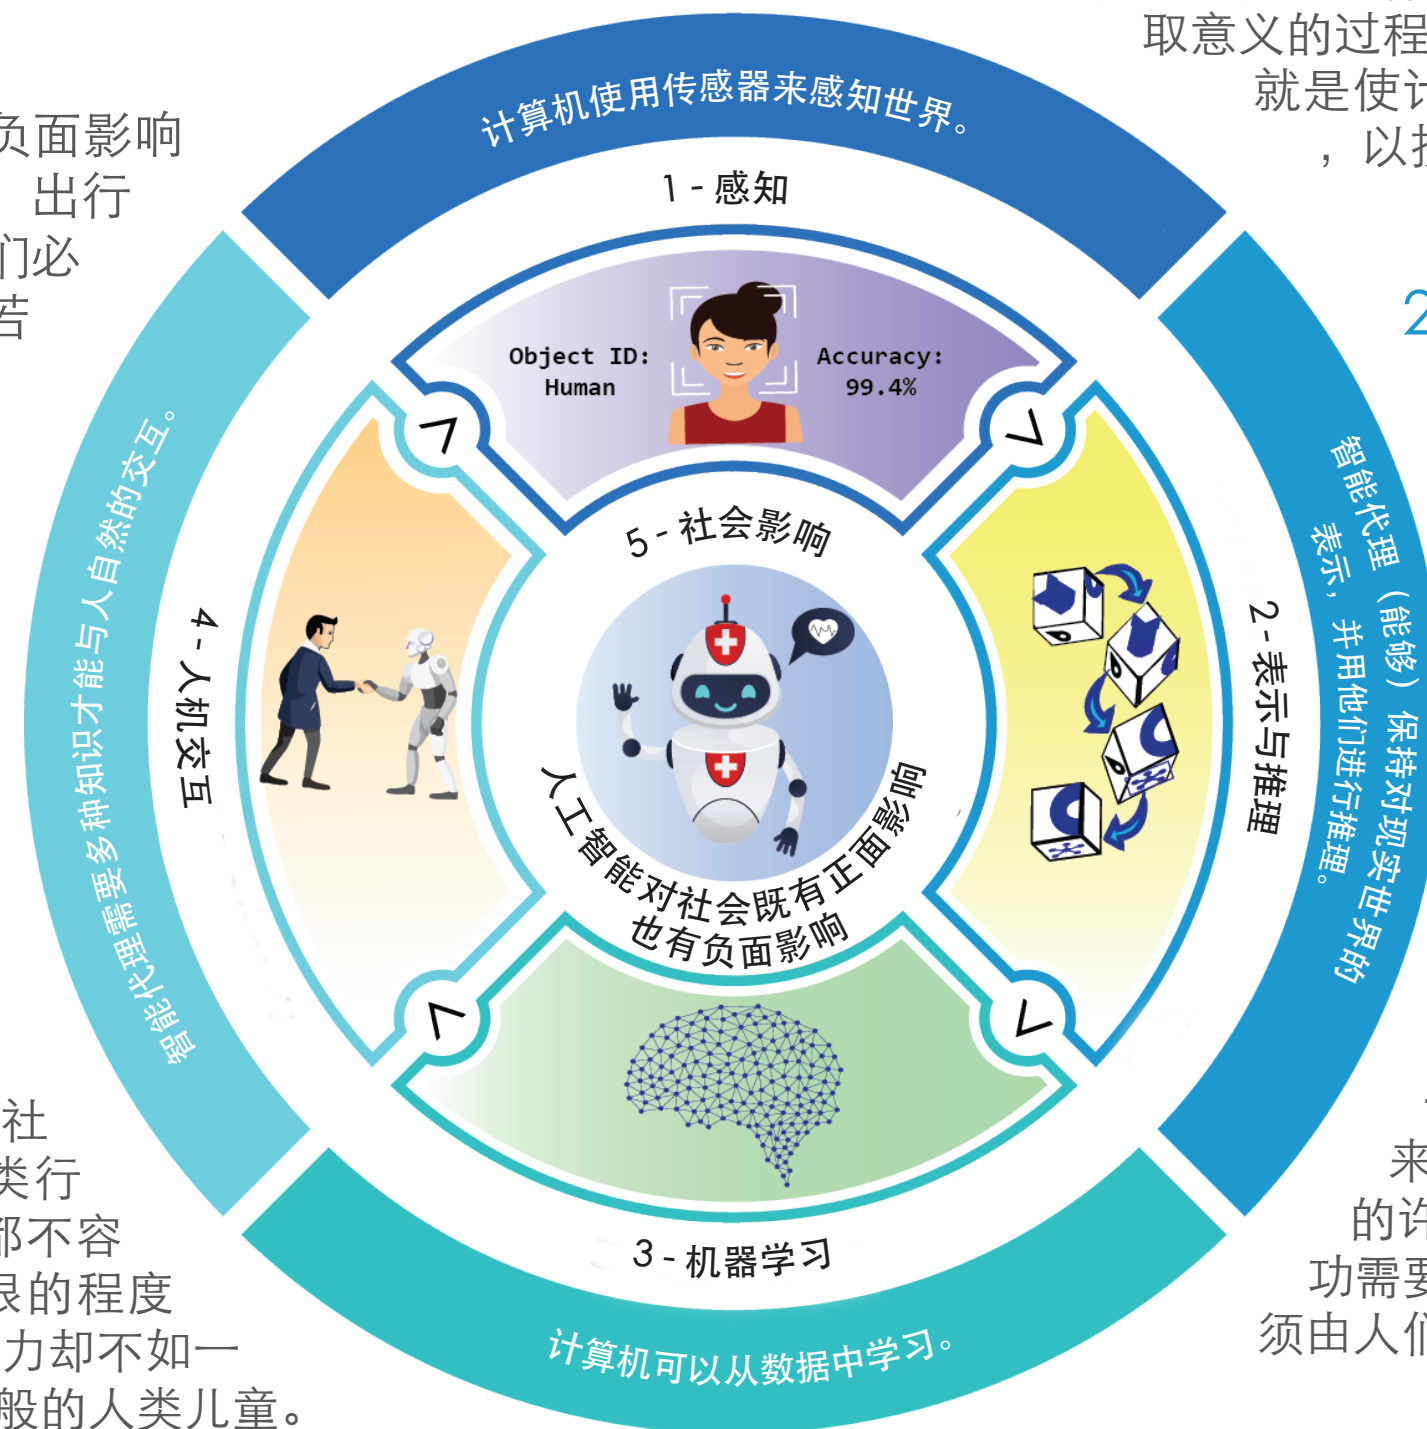 取意义的过程
就是使计
，以
负面影响
出行
们必
若
2
计算机使用传感器来感知世界。
1 - 感知
Object ID:
Human
Accuracy:
99.4%
智能代理（能够）保持对现实世界的
表示，并用他们进行推理。
2 - 表示与推理
计算机可以从数据中学习。
3 - 机器学习
智能代理需要多种知识才能与人自然的交互。
4 - 人机交互
5 - 社会影响
人工智能对社会既有正面影响
也有负面影响
社
类行
都不容
的程度
力却不如一
般的人类儿童。
来
的许
功需要
须由人们